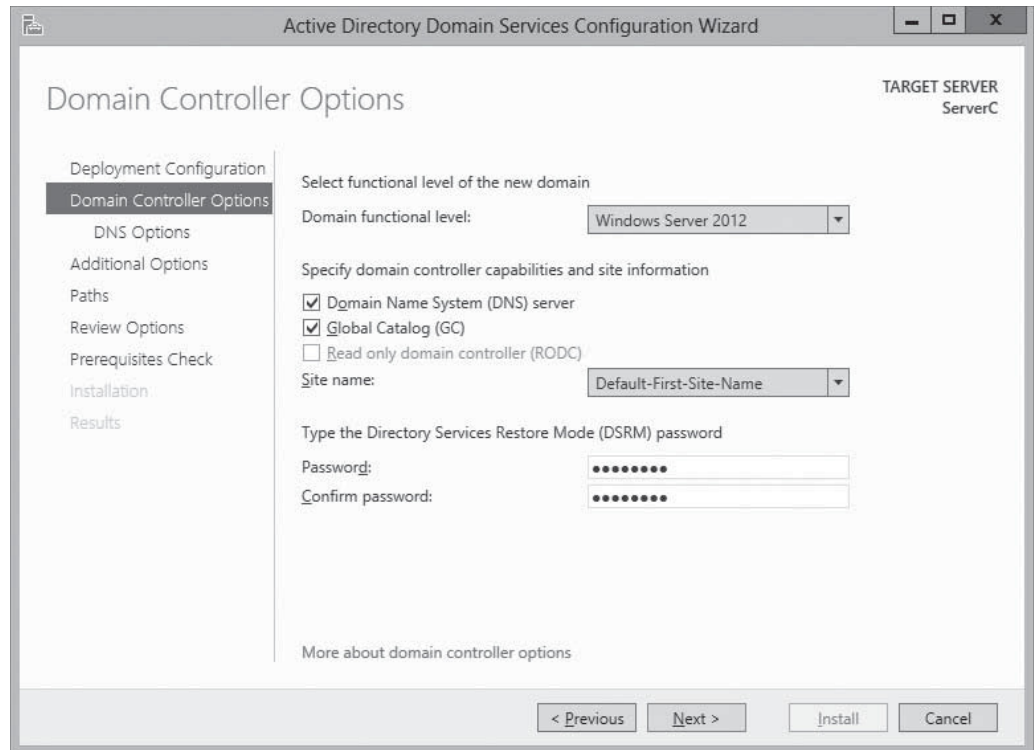 Active Directory Domain Services Configuration Wizard
Domain Controller Options
TARGET SERVER
ServerC
Deployment Configuration
Domain Controller Options
DNS Options
Additional Options
Paths
Review Options
Prerequisites Check
Installation
Results
Select functional level of the new domain
Domain functional level: Windows Server 2012
Specify domain controller capabilities and site information
Domain Name System (DNS) server
Global Catalog (GC)
Read only domain controller (RODC)
Site name: Default-First-Site-Name
Type the Directory Services Restore Mode (DSRM) password
Password: ●●●●●●●●
Confirm password: ●●●●●●●●
More about domain controller options
< Previous Next > Install Cancel